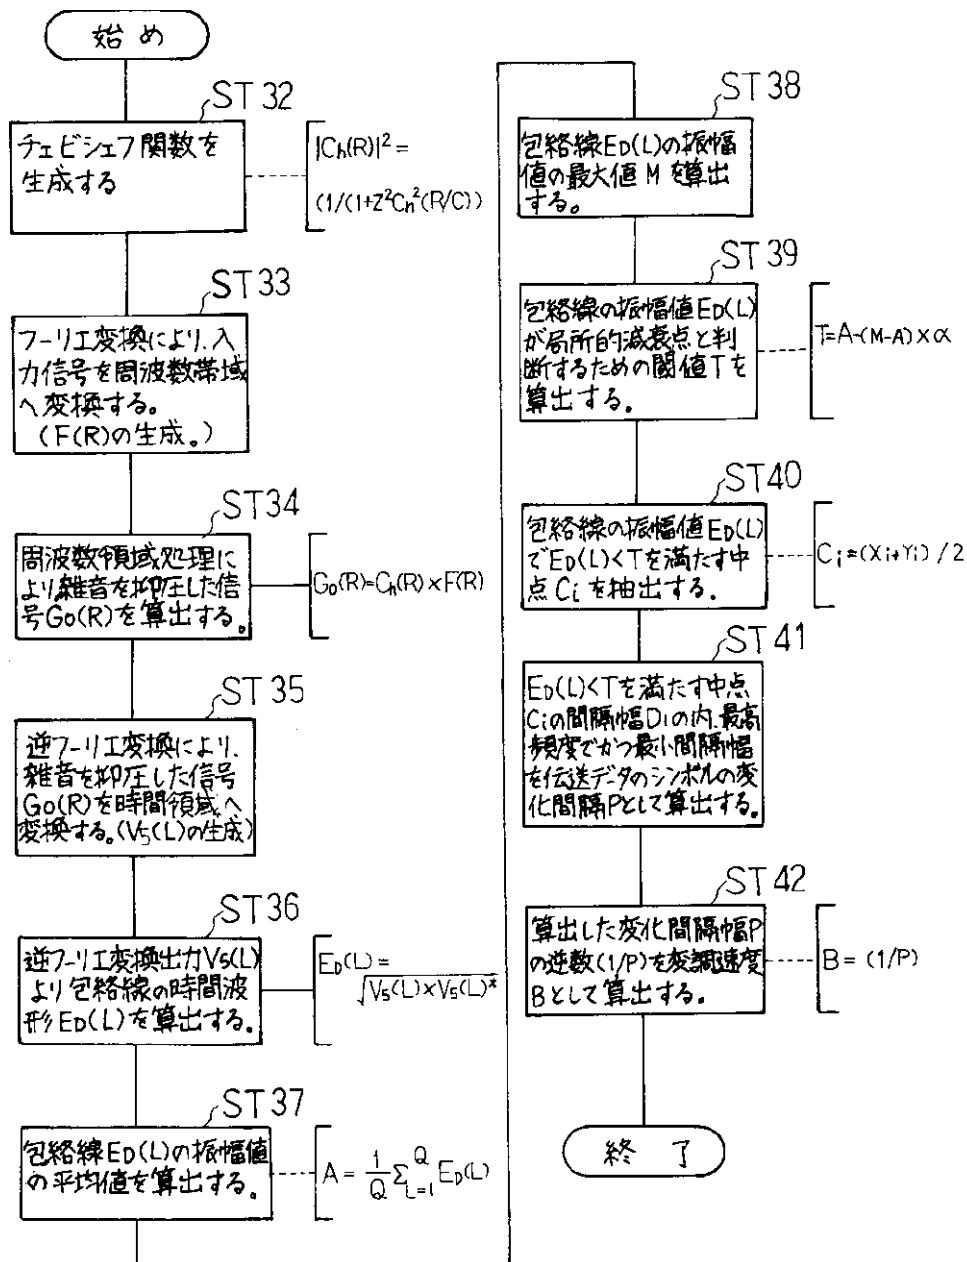 始め
ST32
チェビシェフ関数を
生成する
|Ch(R)|²=
(1/(1+Z²Cn²(R/C))
ST33
フーリエ変換により、入
力信号を周波数帯域
へ変換する。
(F(R)の生成。)
ST34
周波数領域処理に
より雑音を抑圧した信
号Go(R)を算出する。
Go(R)=Ch(R)×F(R)
ST35
逆フーリエ変換により、
雑音を抑圧した信号
Go(R)を時間領域へ
変換する。(V5(L)の生成)
ST36
逆フーリエ変換出力V5(L)
より包絡線の時間波
形ED(L)を算出する。
ED(L)=
√V5(L)×V5(L)*
ST37
包絡線ED(L)の振幅値
の平均値を算出する。
A = 1/Q Σ^Q_L=1 ED(L)
ST38
包絡線ED(L)の振幅
値の最大値Mを算出
する。
ST39
包絡線の振幅値ED(L)
が局所的減衰点と判
断するための閾値Tを
算出する。
T=A-(M-A)×α
ST40
包絡線の振幅値ED(L)
でED(L)<Tを満たす中
点Ciを抽出する。
Ci=(Xi+Yi)/2
ST41
ED(L)<Tを満たす中点
Ciの間隔幅Diの内、最高
頻度でかつ最小間隔幅
を伝送データのシンボルの変
化間隔Pとして算出する。
ST42
算出した変化間隔幅P
の逆数(1/P)を変調速度
Bとして算出する。
B= (1/P)
終了